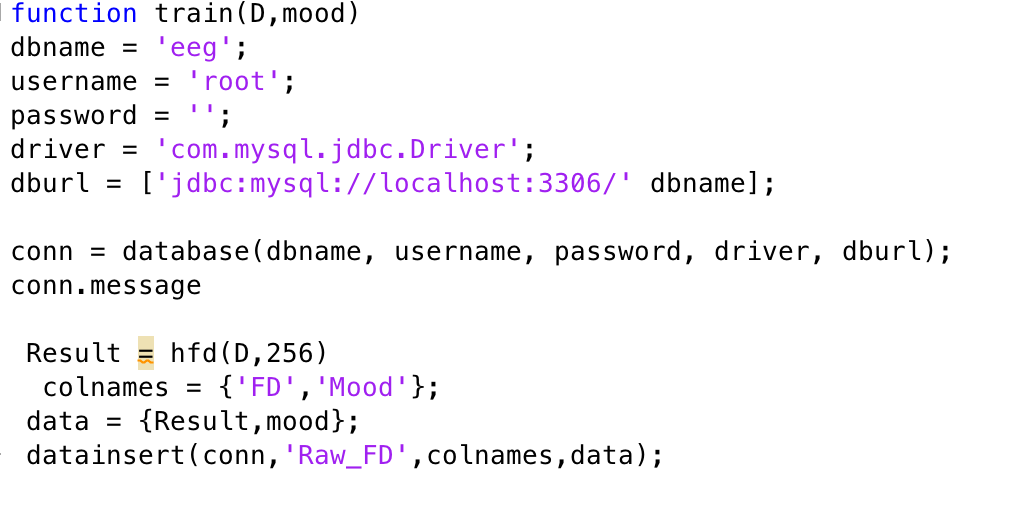 function train(D,mood)
dbname = 'eeg';
username = 'root';
password = '';
driver = 'com.mysql.jdbc.Driver';
dburl = ['jdbc:mysql://localhost:3306/' dbname];
conn = database(dbname, username, password, driver, dburl);
conn.message
Result = hfd(D,256)
colnames = {'FD','Mood'};
data = {Result,mood};
datainsert(conn,'Raw_FD',colnames,data);